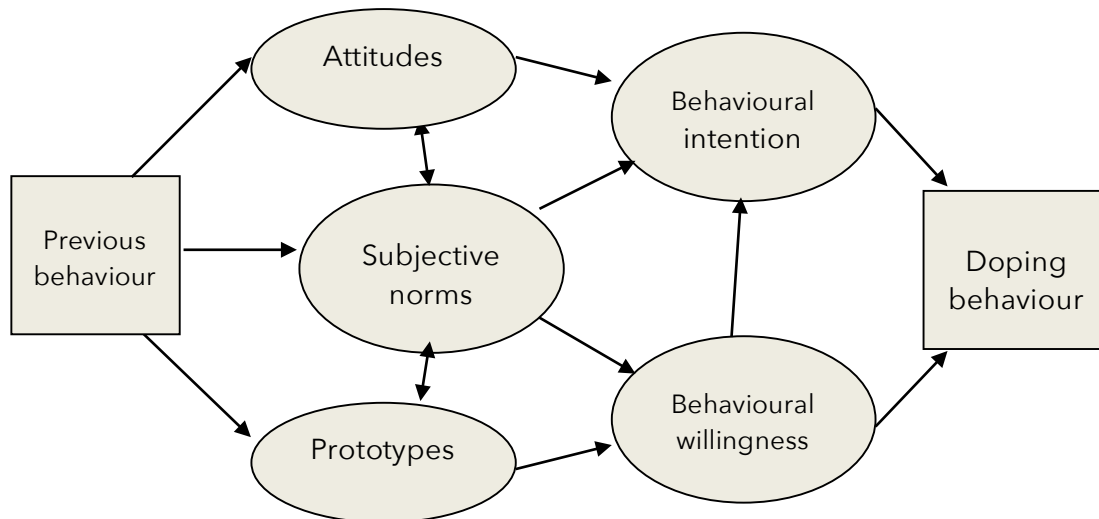 Attitudes
Behavioural
intention
Previous
behaviour
Subjective
norms
Doping
behaviour
Prototypes
Behavioural
willingness